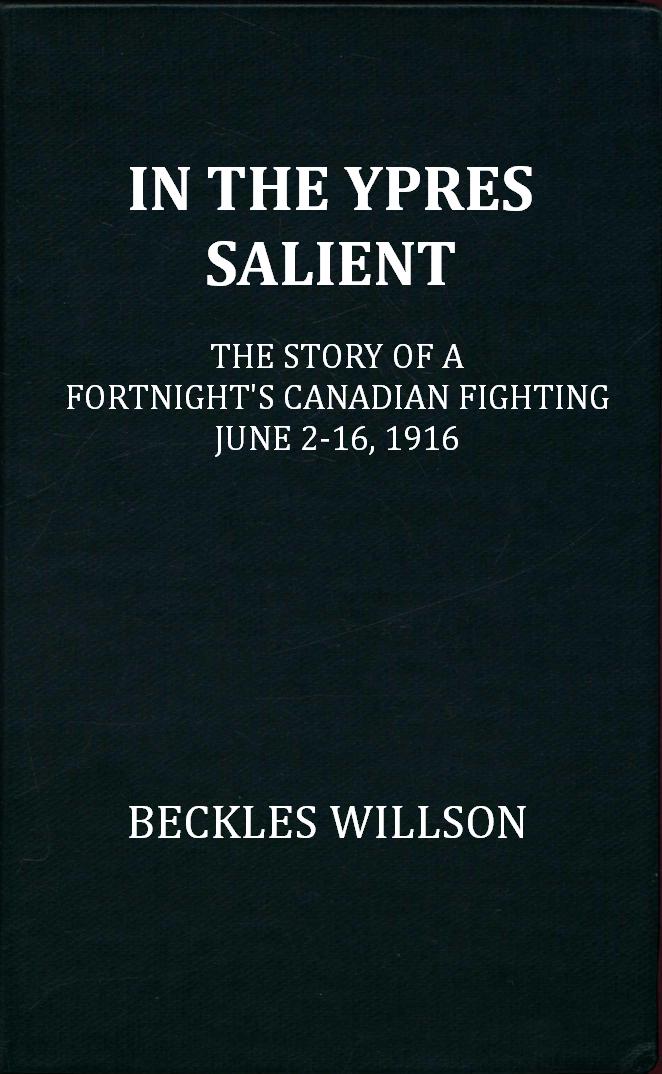 IN THE YPRES
SALIENT
THE STORY OF A
FORTNIGHT'S CANADIAN FIGHTING
JUNE 2-16, 1916
BECKLES WILLSON